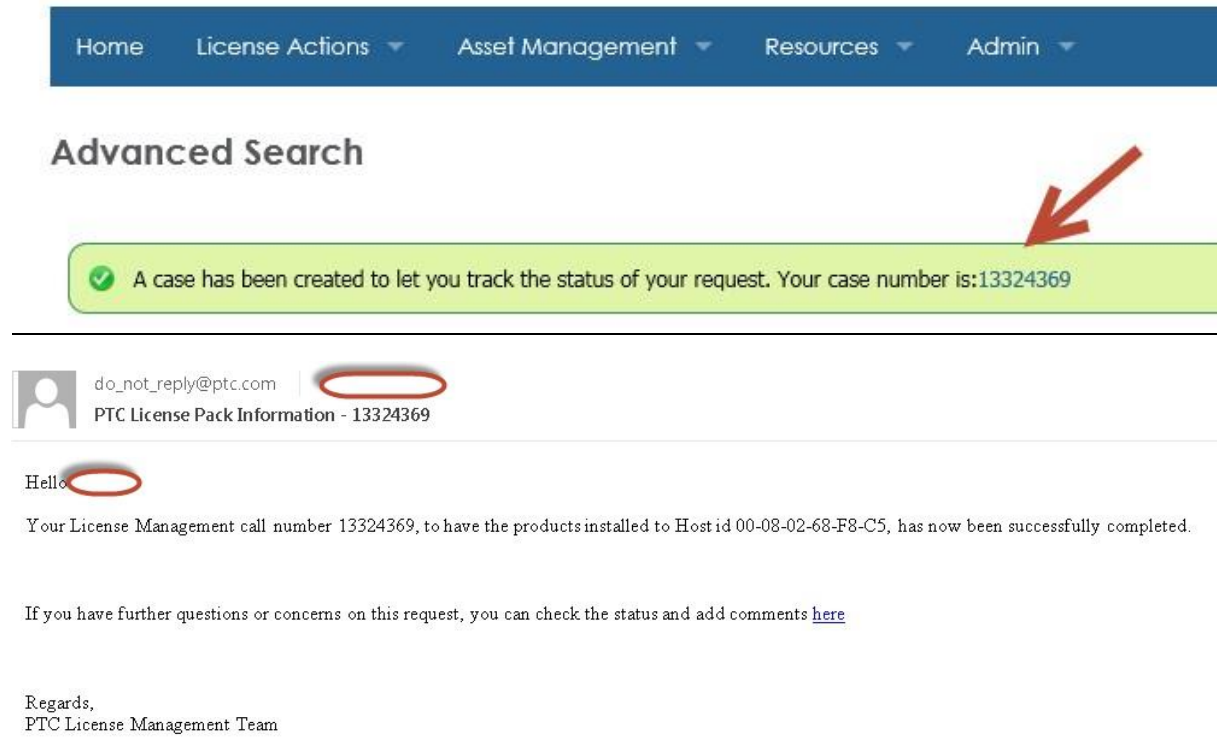 Home License Actions Asset Management Resources Admin
Advanced Search
A case has been created to let you track the status of your request. Your case number is:13324369
do_not_reply@ptc.com
PTC License Pack Information - 13324369
Hello
Your License Management call number 13324369, to have the products installed to Host id 00-08-02-68-F8-C5, has now been successfully completed.
If you have further questions or concerns on this request, you can check the status and add comments here
Regards,
PTC License Management Team